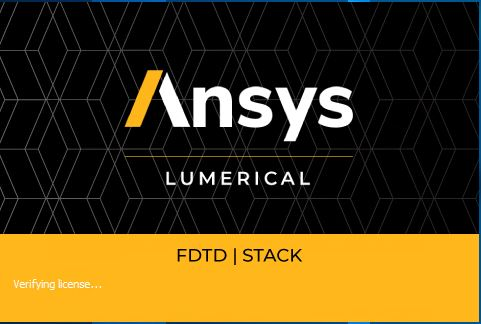 Ansys
LUMERICAL
FDTD | STACK
Verifying license...